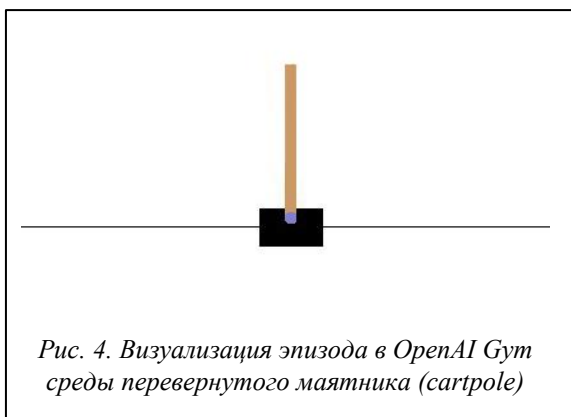 Рис. 4. Визуализация эпизода в OpenAI Gym
среды перевернутого маятника (cartpole)